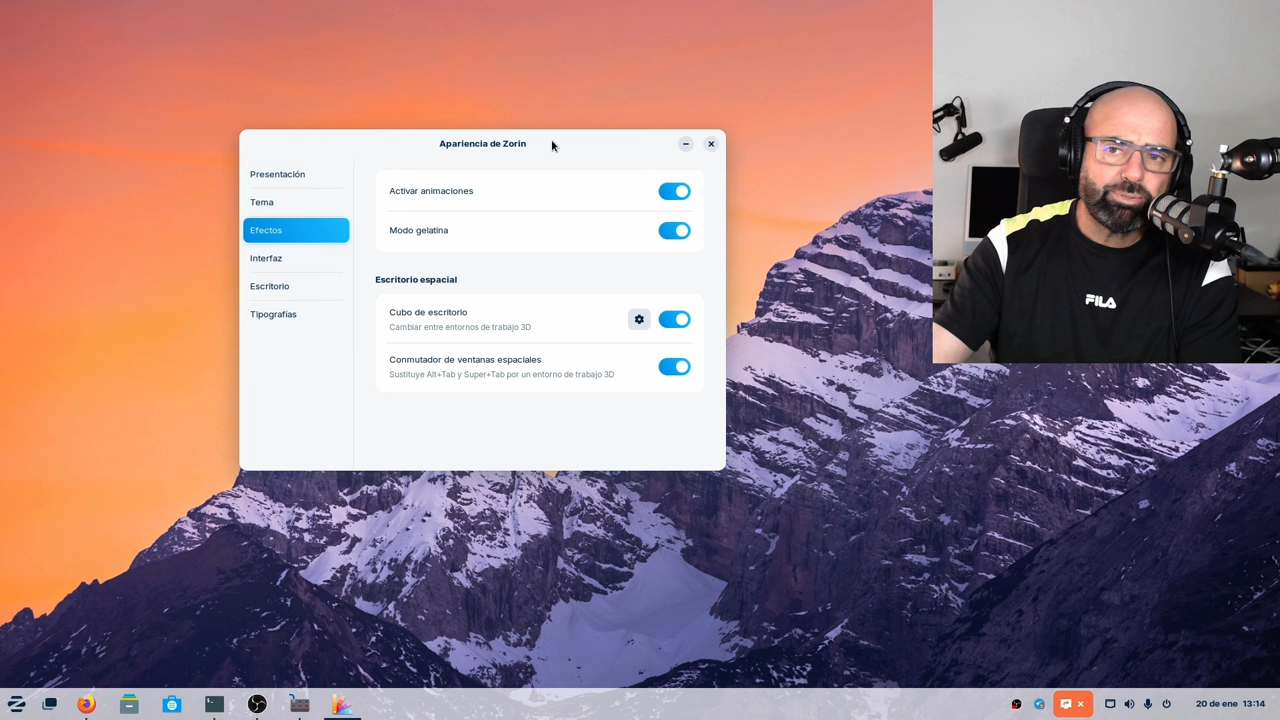 Apariencia de Zorin
Presentación
Tema
Efectos
Interfaz
Escritorio
Tipografías
Activar animaciones
Modo gelatina
Escritorio espacial
Cubo de escritorio
Cambiar entre entornos de trabajo 3D
Conmutador de ventanas espaciales
Sustituye Alt+Tab y Super+Tab por un entorno de trabajo 3D
FILA
20 de ene 13:14